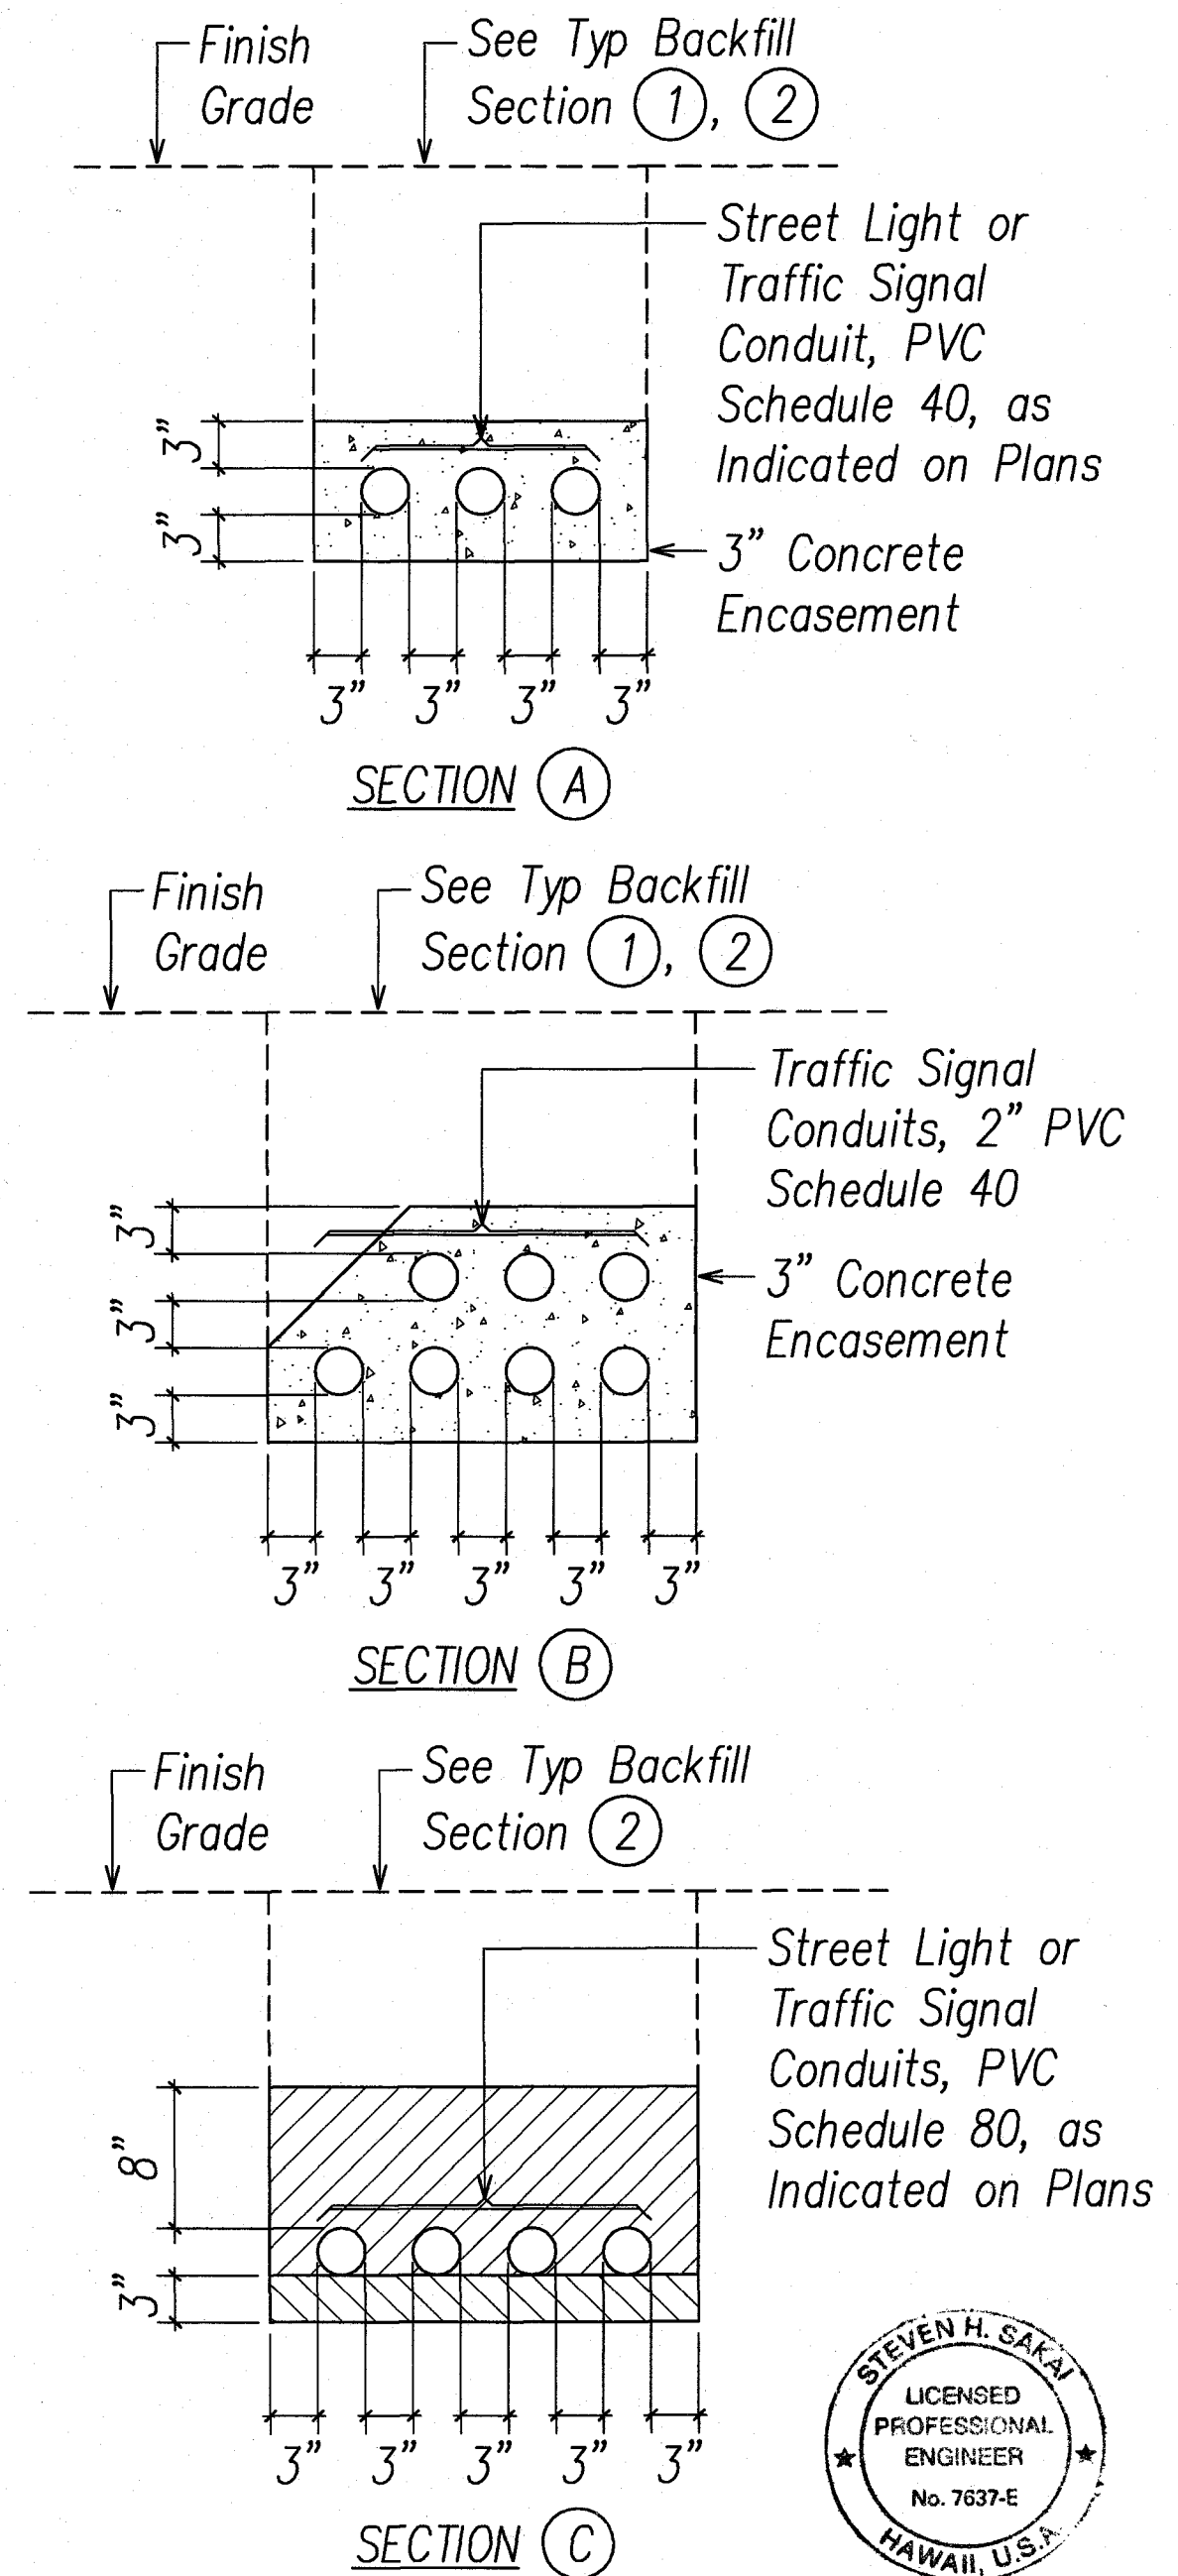 Finish
Grade
See Typ Backfill
Section 1, 2
Street Light or
Traffic Signal
Conduit, PVC
Schedule 40, as
Indicated on Plans
3"
3"
3" Concrete
Encasement
3" 3" 3" 3"
SECTION A
Finish
Grade
See Typ Backfill
Section 1, 2
Traffic Signal
Conduits, 2" PVC
Schedule 40
3"
3"
3"
3" Concrete
Encasement
3" 3" 3" 3" 3"
SECTION B
Finish
Grade
See Typ Backfill
Section 2
Street Light or
Traffic Signal
Conduits, PVC
Schedule 80, as
Indicated on Plans
8"
3"
3" 3" 3" 3" 3"
SECTION C
STEVEN H. SAKAI
LICENSED
PROFESSIONAL
ENGINEER
No. 7637-E
HAWAII, U.S.A.